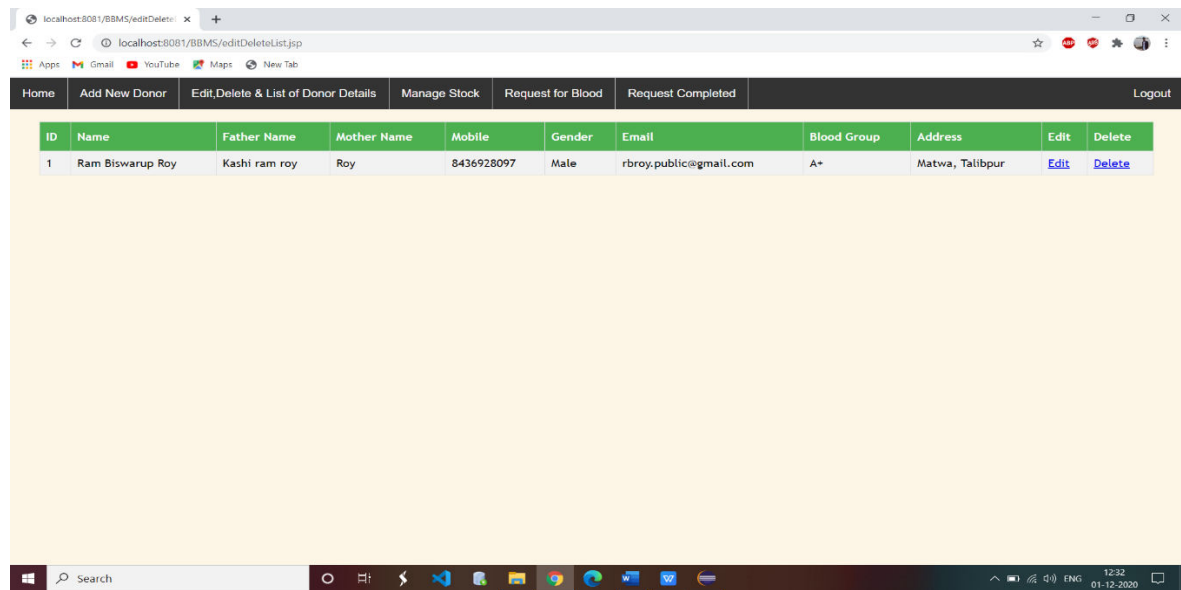 localhost:8081/BBMS/editDelete
localhost:8081/BBMS/editDeleteList.jsp
ABP
Apps Gmail YouTube Maps New Tab
Home Add New Donor Edit,Delete & List of Donor Details Manage Stock Request for Blood Request Completed Logout
ID Name Father Name Mother Name Mobile Gender Email Blood Group Address Edit Delete
1 Ram Biswarup Roy Kashi ram roy Roy 8436928097 Male rbroy.public@gmail.com A+ Matwa, Talibpur Edit Delete
Search ENG 12:32
01-12-2020